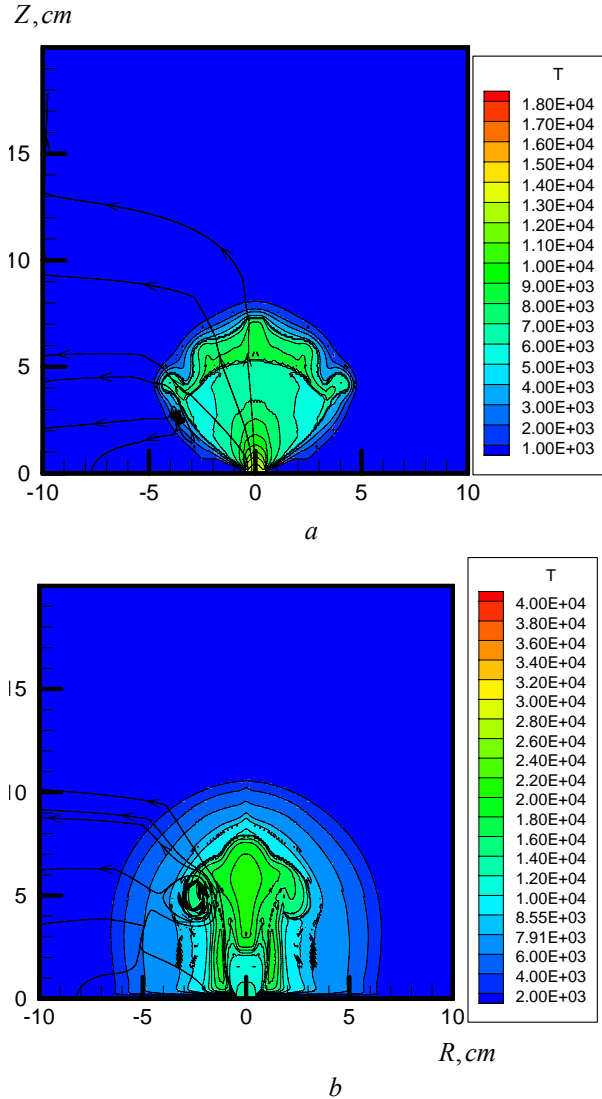 Z, cm
T
1.80E+04
1.70E+04
1.60E+04
1.50E+04
1.40E+04
1.30E+04
1.20E+04
1.10E+04
1.00E+04
9.00E+03
8.00E+03
7.00E+03
6.00E+03
5.00E+03
4.00E+03
3.00E+03
2.00E+03
1.00E+03
15
10
5
0
-10 -5 0 5 10
a
T
4.00E+04
3.80E+04
3.60E+04
3.40E+04
3.20E+04
3.00E+04
2.80E+04
2.60E+04
2.40E+04
2.20E+04
2.00E+04
1.80E+04
1.60E+04
1.40E+04
1.20E+04
1.00E+04
8.55E+03
7.91E+03
6.00E+03
4.00E+03
2.00E+03
15
10
5
0
-10 -5 0 5 10
R, cm
b